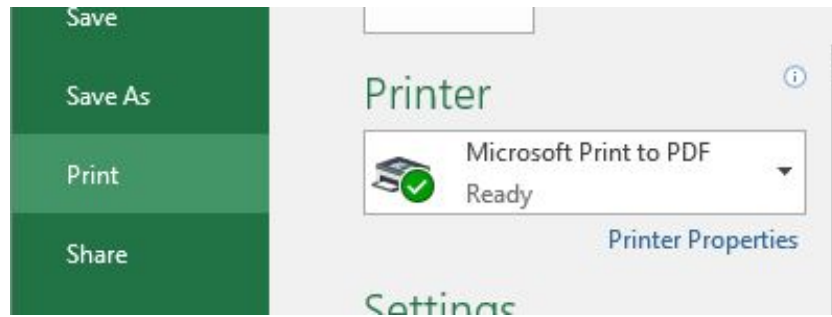 Save
Save As
Print
Share
Printer
Microsoft Print to PDF
Ready
Printer Properties
Settings